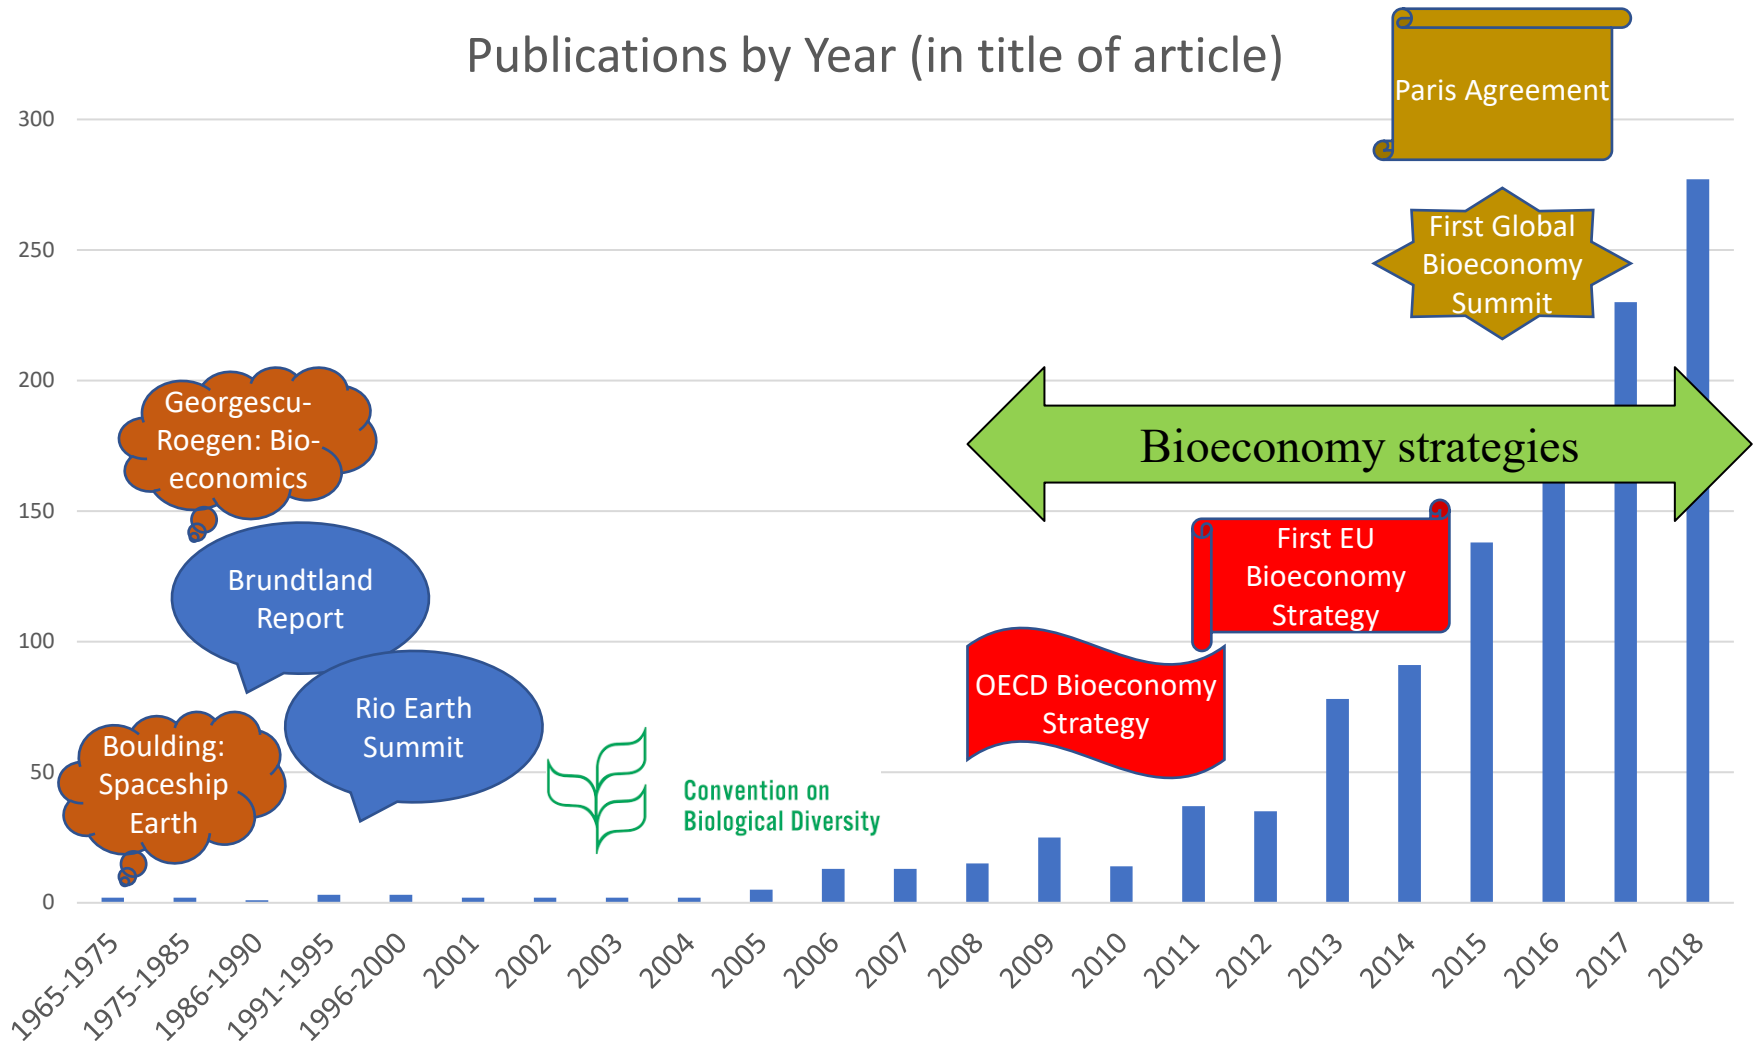 Publications by Year (in title of article)
Paris Agreement
300
First Global
Bioeconomy
Summit
250
200
Georgescu-
Roegen: Bio-
economics
Bioeconomy strategies
150
First EU
Bioeconomy
Strategy
Brundtland
Report
100
OECD Bioeconomy
Strategy
Rio Earth
Summit
Boulding:
Spaceship
Earth
50
Convention on
Biological Diversity
0
1965-1975
1975-1985
1986-1990
1991-1995
1996-2000
2001
2002
2003
2004
2005
2006
2007
2008
2009
2010
2011
2012
2013
2014
2015
2016
2017
2018